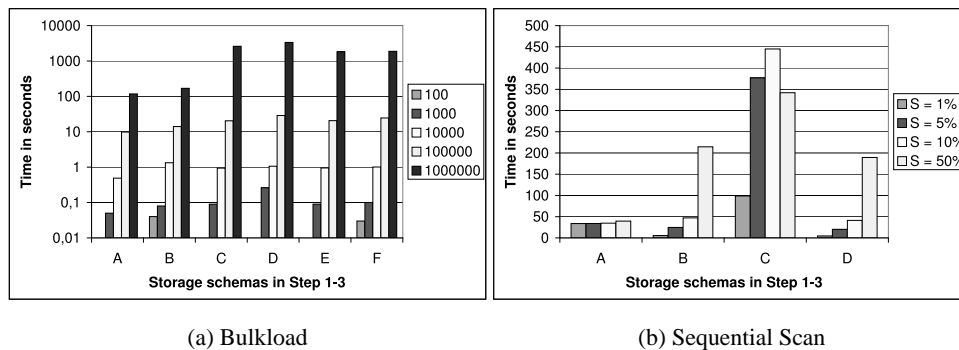 10000
1000
100
10
1
0,1
0,01
Time in seconds
A B C D E F
Storage schemas in Step 1-3
100
1000
10000
100000
1000000
(a) Bulkload
500
450
400
350
300
250
200
150
100
50
0
Time in seconds
A B C D
Storage schemas in Step 1-3
S = 1%
S = 5%
S = 10%
S = 50%
(b) Sequential Scan